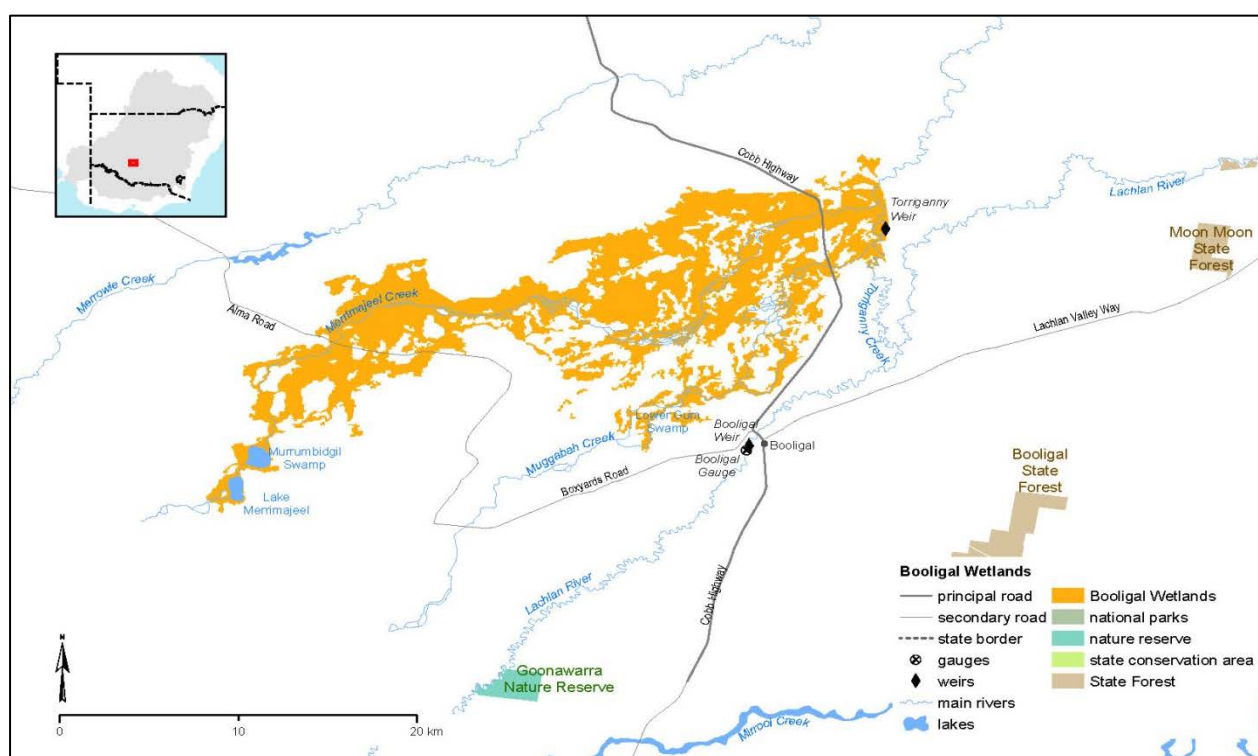 Cobb Highway
Torriganny
Weir
Lachlan River
Moon Moon
State
Forest
Merrowie Creek
Alma Road
Merrimajeel Creek
Torriganny Creek
Lachlan Valley Way
Lower Gum
Swamp
Muggabah Creek
Booligal
Weir
Booligal
Booligal
Gauge
Boxyards Road
Murrumbidgil
Swamp
Lake
Merrimajeel
Booligal
State
Forest
Lachlan River
Cobb Highway
Goonawarra
Nature Reserve
Mirrool Creek
N
0
10
20 km
Booligal Wetlands
principal road
secondary road
state border
gauges
weirs
main rivers
lakes
Booligal Wetlands
national parks
nature reserve
state conservation area
State Forest